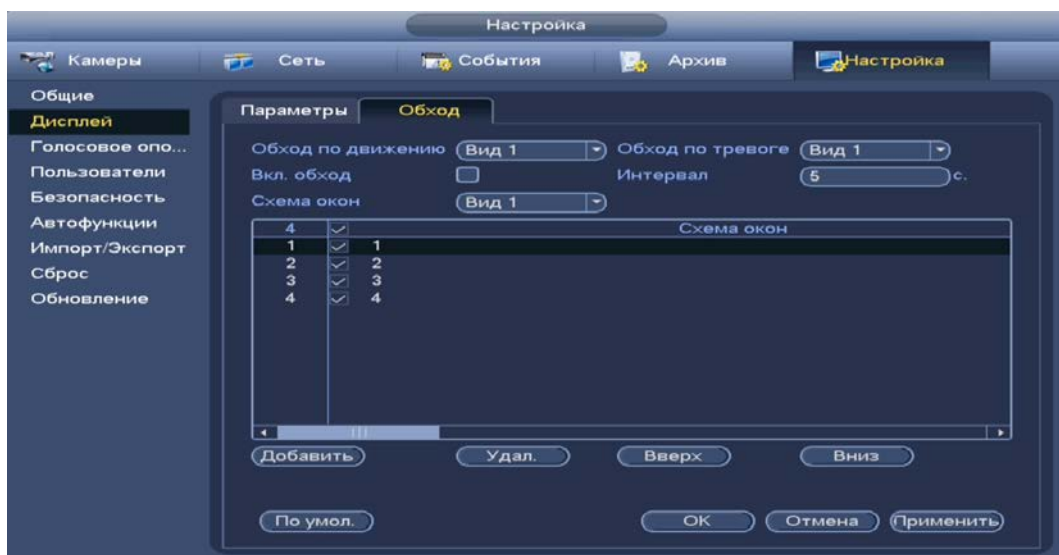 Настройка
Камеры Сеть События Архив Настройка
Общие
Дисплей
Голосовое опо...
Пользователи
Безопасность
Автофункции
Импорт/Экспорт
Сброс
Обновление
Параметры Обход
Обход по движению Вид 1 Обход по тревоге Вид 1
Вкл. обход Интервал 5 с.
Схема окон Вид 1
4 Схема окон
1 1
2 2
3 3
4 4
Добавить Удал. Вверх Вниз
По умол. ОК Отмена Применить